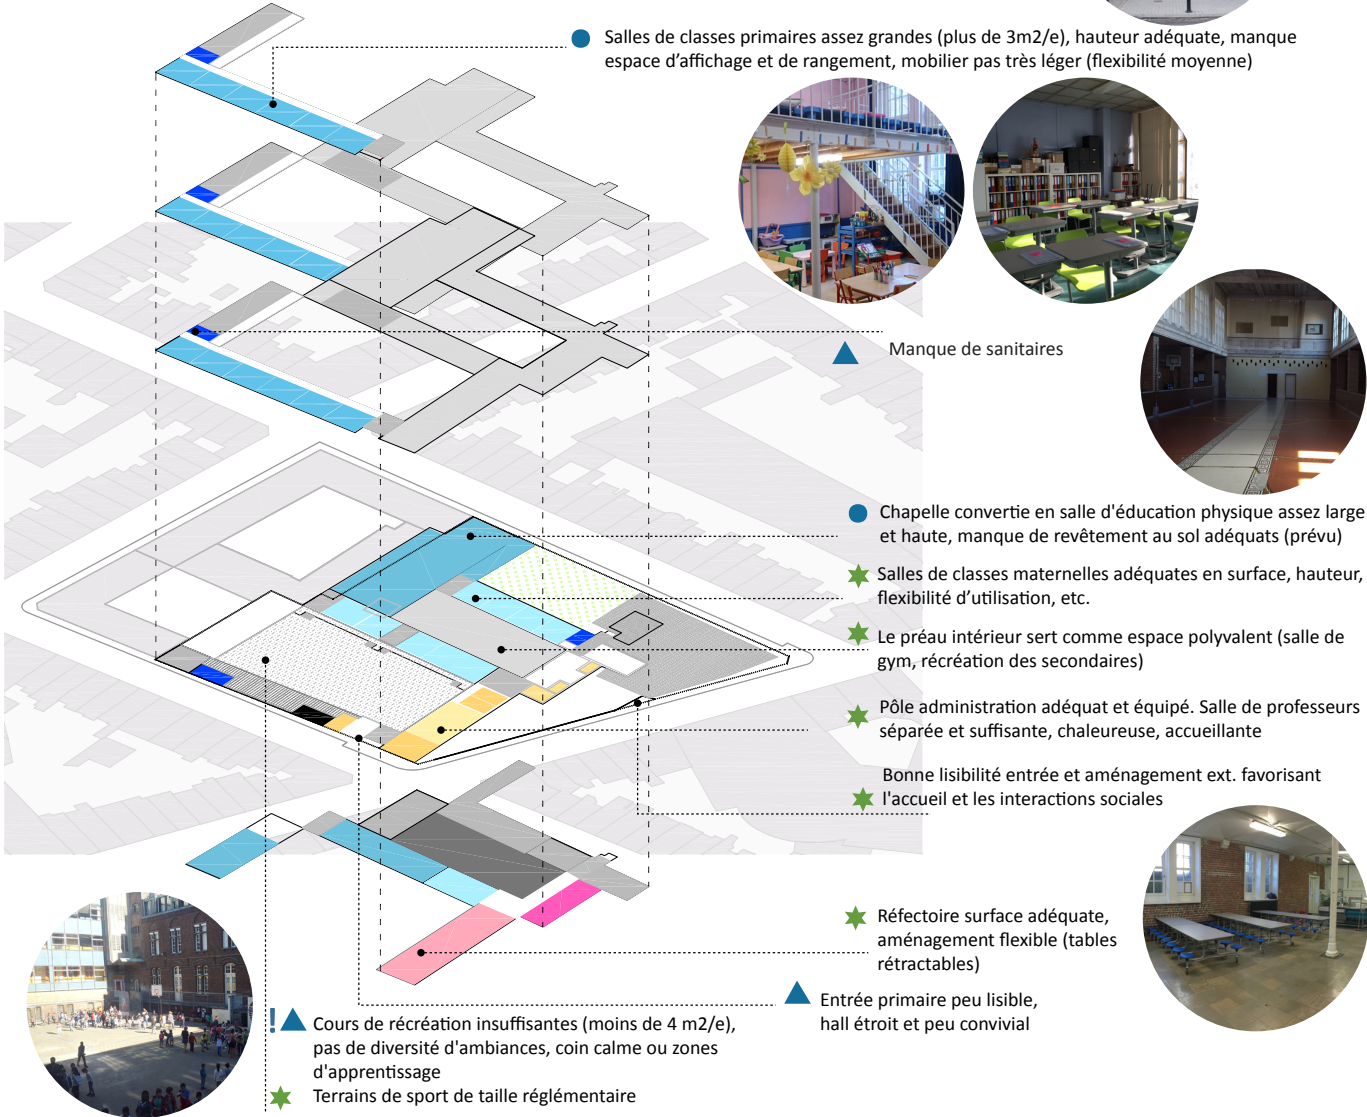 Salles de classes primaires assez grandes (plus de 3m2/e), hauteur adéquate, manque
espace d'affichage et de rangement, mobilier pas très léger (flexibilité moyenne)
Manque de sanitaires
Chapelle convertie en salle d'éducation physique assez large
et haute, manque de revêtement au sol adéquats (prévu)
Salles de classes maternelles adéquates en surface, hauteur,
flexibilité d'utilisation, etc.
Le préau intérieur sert comme espace polyvalent (salle de
gym, récréation des secondaires)
Pôle administration adéquat et équipé. Salle de professeurs
séparée et suffisante, chaleureuse, accueillante
Bonne lisibilité entrée et aménagement ext. favorisant
l'accueil et les interactions sociales
Réfectoire surface adéquate,
aménagement flexible (tables
rétractables)
Entrée primaire peu lisible,
hall étroit et peu convivial
! Cours de récréation insuffisantes (moins de 4 m2/e),
pas de diversité d'ambiances, coin calme ou zones
d'apprentissage
Terrains de sport de taille réglémentaire